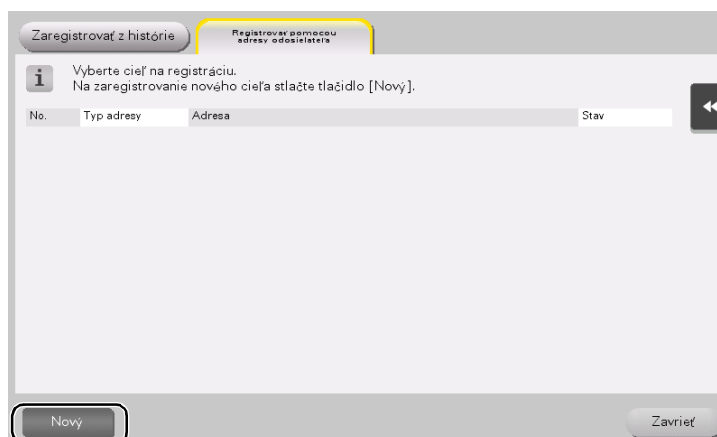 Zaregistrovať z histórie
Registrovať pomocou
adresy odosielateľa
Vyberte cieľ na registráciu.
Na zaregistrovanie nového cieľa stlačte tlačidlo [Nový].
No. Typ adresy Adresa Stav
Nový Zavrieť